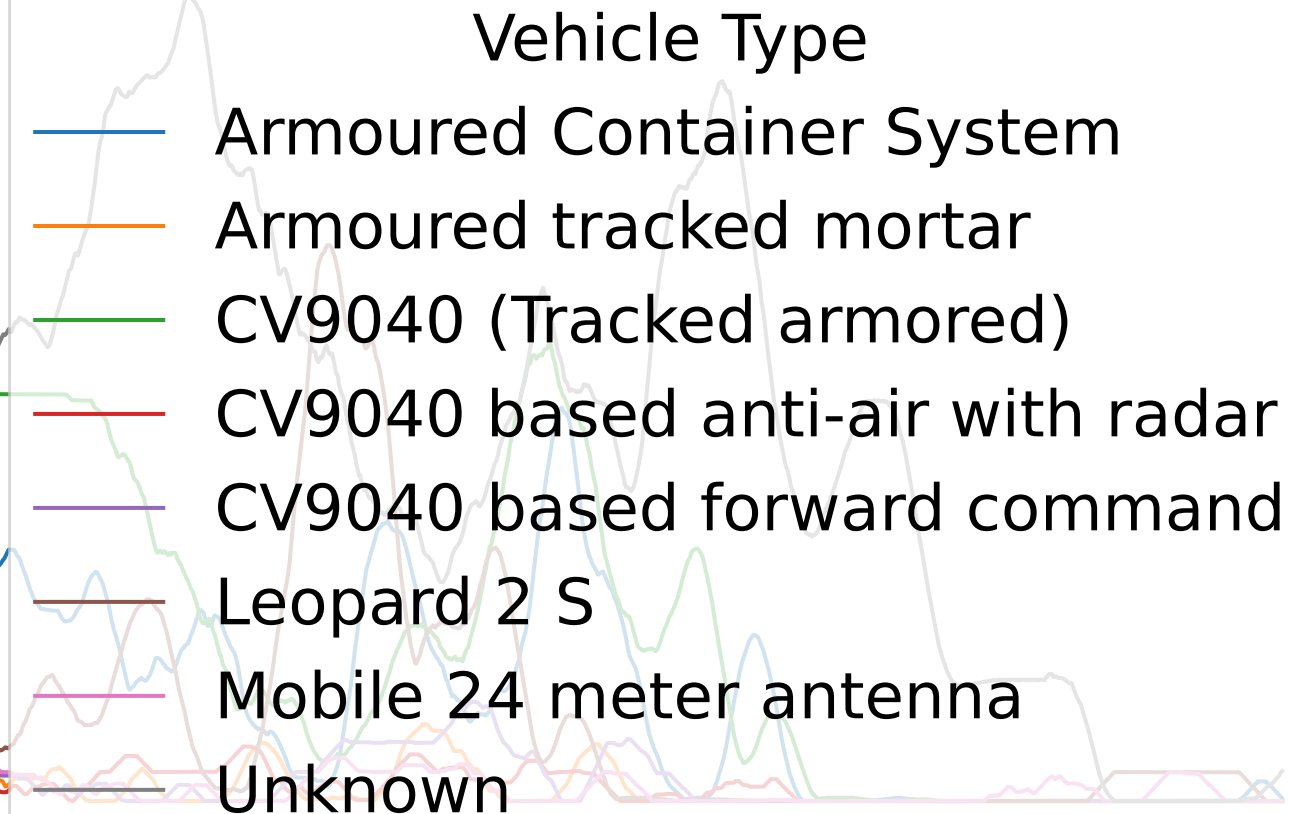 Vehicle Type
Armoured Container System
Armoured tracked mortar
CV9040 (Tracked armored)
CV9040 based anti-air with radar
CV9040 based forward command
Leopard 2 S
Mobile 24 meter antenna
Unknown